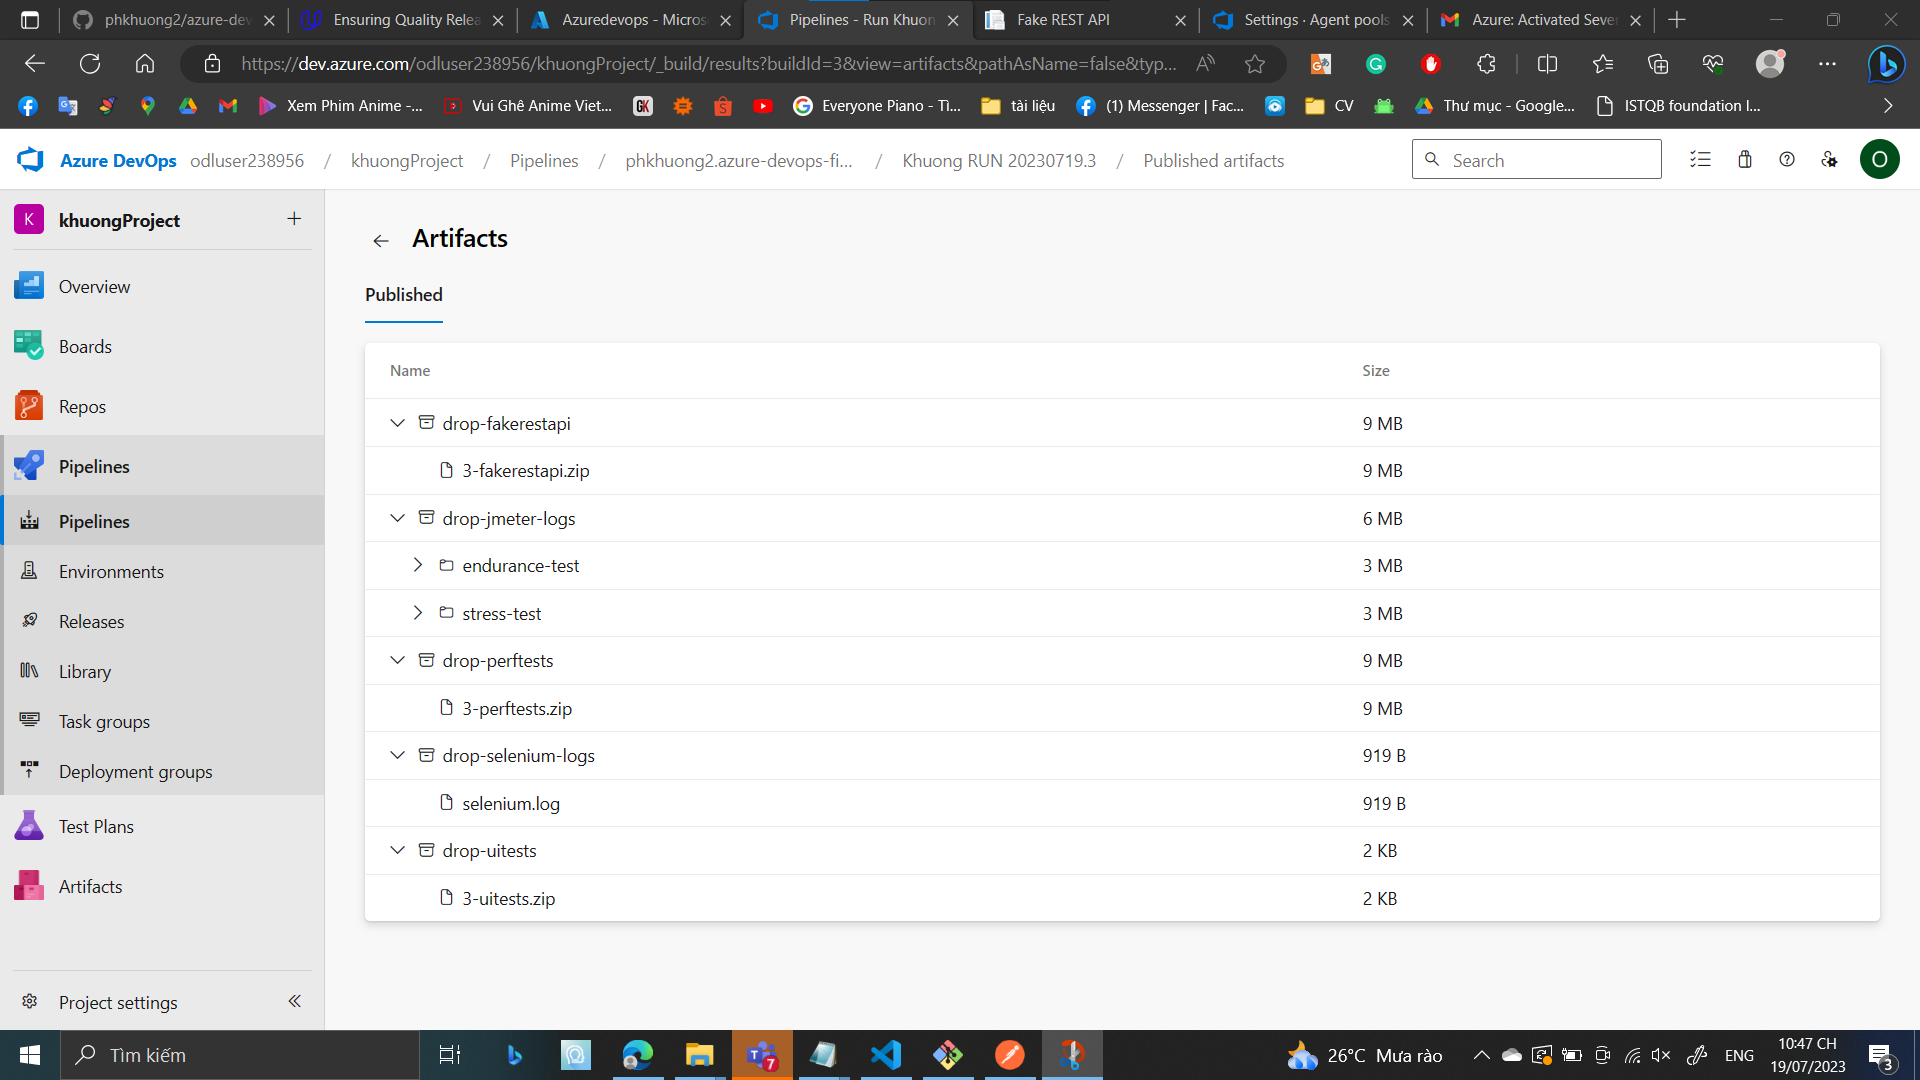 phkhuong2/azure-dev
Ensuring Quality Relea
Azuredevops - Micros
Pipelines - Run Khuon
Fake REST API
Settings · Agent pools
Azure: Activated Seve
https://dev.azure.com/odluser238956/khuongProject/_build/results?buildId=3&view=artifacts&pathAsName=false&typ...
Xem Phim Anime -...
Vui Ghê Anime Viet...
Everyone Piano - Tì...
tài liệu
(1) Messenger | Fac...
CV
Thư mục - Google...
ISTQB foundation l...
Azure DevOps odluser238956 / khuongProject / Pipelines / phkhuong2.azure-devops-fi... / Khuong RUN 20230719.3 / Published artifacts
Search
O
K khuongProject
Overview
Boards
Repos
Pipelines
Pipelines
Environments
Releases
Library
Task groups
Deployment groups
Test Plans
Artifacts
Project settings
Artifacts
Published
Name Size
drop-fakerestapi 9 MB
3-fakerestapi.zip 9 MB
drop-jmeter-logs 6 MB
endurance-test 3 MB
stress-test 3 MB
drop-perftests 9 MB
3-perftests.zip 9 MB
drop-selenium-logs 919 B
selenium.log 919 B
drop-uitests 2 KB
3-uitests.zip 2 KB
Tìm kiếm
7
26°C Mưa rào
ENG
10:47 CH
19/07/2023
3